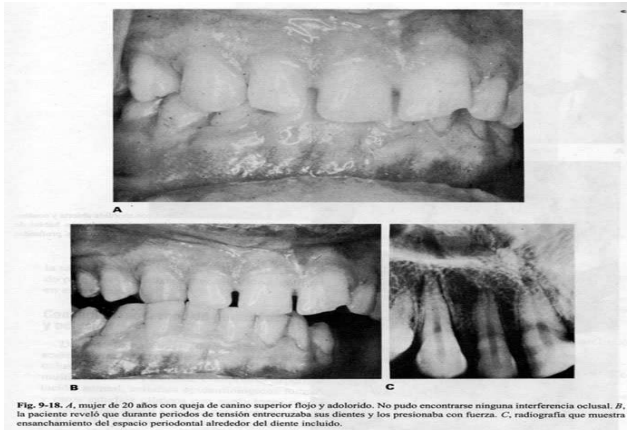 A
B
C
Fig. 9-18. A, mujer de 20 años con queja de canino superior flojo y adolorido. No pudo encontrarse ninguna interferencia oclusal. B,
la paciente reveló que durante periodos de tensión entrecruzaba sus dientes y los presionaba con fuerza. C, radiografía que muestra
ensanchamiento del espacio periodontal alrededor del diente incluido.